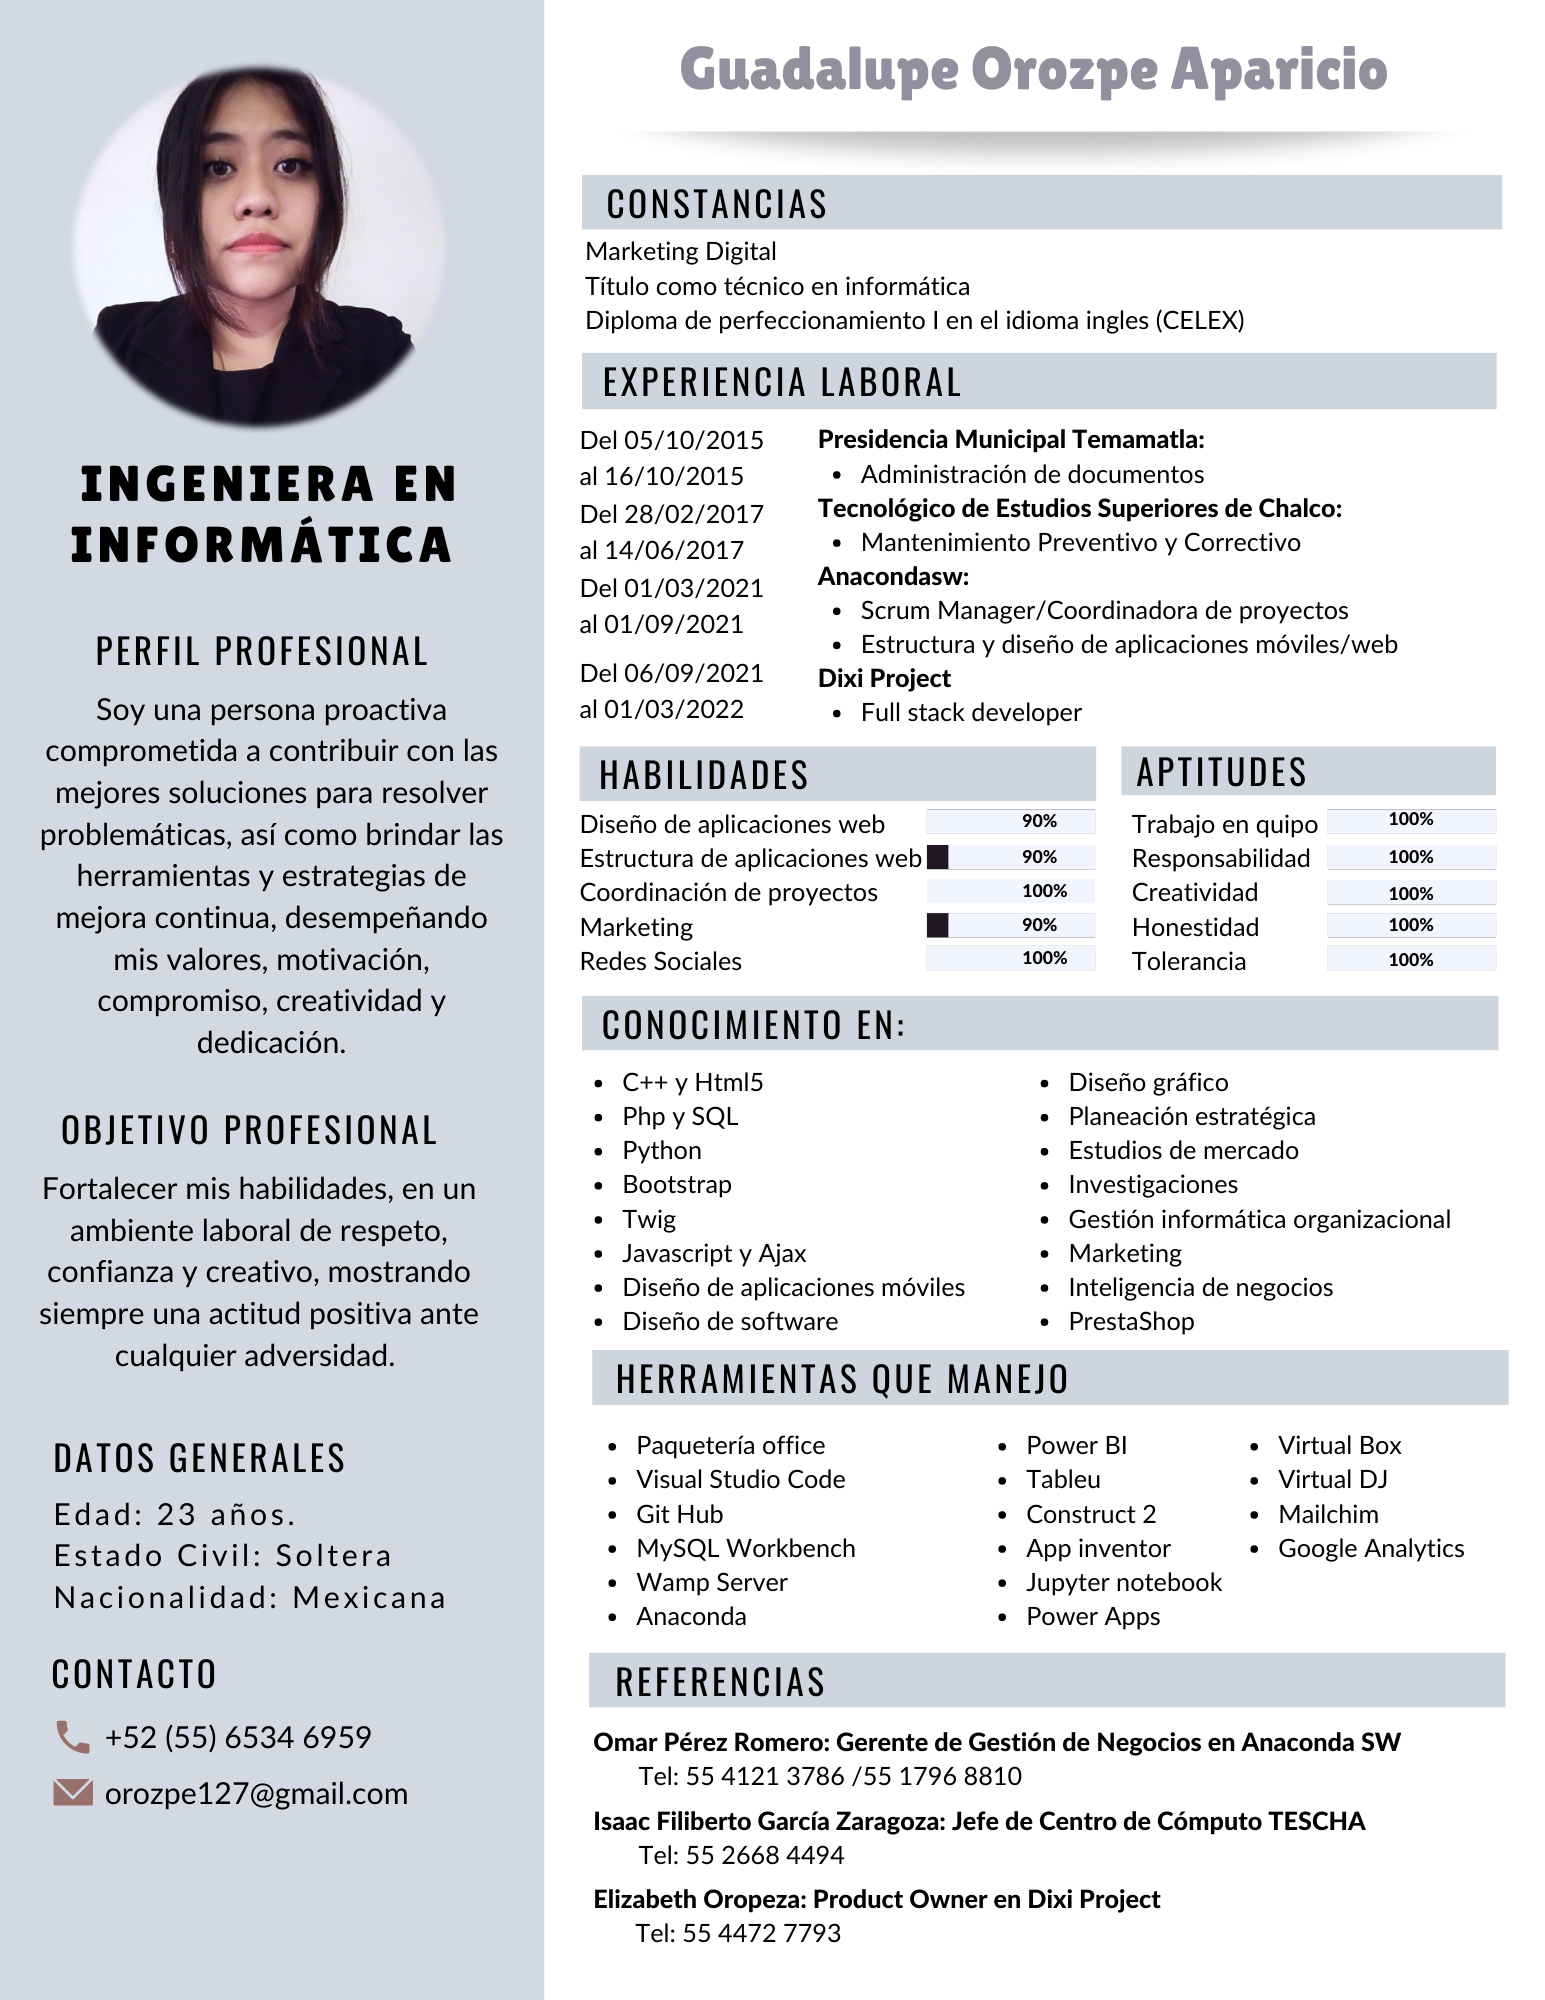 INGENIERA EN
INFORMÁTICA
PERFIL PROFESIONAL
Soy una persona proactiva
comprometida a contribuir con las
mejores soluciones para resolver
problemáticas, así como brindar las
herramientas y estrategias de
mejora continua, desempeñando
mis valores, motivación,
compromiso, creatividad y
dedicación.
OBJETIVO PROFESIONAL
Fortalecer mis habilidades, en un
ambiente laboral de respeto,
confianza y creativo, mostrando
siempre una actitud positiva ante
cualquier adversidad.
DATOS GENERALES
Edad: 23 años.
Estado Civil: Soltera
Nacionalidad: Mexicana
CONTACTO
+52 (55) 6534 6959
orozpe127@gmail.com
Guadalupe Orozpe Aparicio
CONSTANCIAS
Marketing Digital
Título como técnico en informática
Diploma de perfeccionamiento I en el idioma ingles (CELEX)
EXPERIENCIA LABORAL
Del 05/10/2015
al 16/10/2015
Del 28/02/2017
al 14/06/2017
Del 01/03/2021
al 01/09/2021
Del 06/09/2021
al 01/03/2022
Presidencia Municipal Temamatla:
• Administración de documentos
Tecnológico de Estudios Superiores de Chalco:
• Mantenimiento Preventivo y Correctivo
Anacondasw:
• Scrum Manager/Coordinadora de proyectos
• Estructura y diseño de aplicaciones móviles/web
Dixi Project
• Full stack developer
HABILIDADES
Diseño de aplicaciones web 90%
Estructura de aplicaciones web 90%
Coordinación de proyectos 100%
Marketing 90%
Redes Sociales 100%
APTITUDES
Trabajo en quipo 100%
Responsabilidad 100%
Creatividad 100%
Honestidad 100%
Tolerancia 100%
CONOCIMIENTO EN:
• C++ y Html5
• Php y SQL
• Python
• Bootstrap
• Twig
• Javascript y Ajax
• Diseño de aplicaciones móviles
• Diseño de software
• Diseño gráfico
• Planeación estratégica
• Estudios de mercado
• Investigaciones
• Gestión informática organizacional
• Marketing
• Inteligencia de negocios
• PrestaShop
HERRAMIENTAS QUE MANEJO
• Paquetería office
• Visual Studio Code
• Git Hub
• MySQL Workbench
• Wamp Server
• Anaconda
• Power BI
• Tableu
• Construct 2
• App inventor
• Jupyter notebook
• Power Apps
• Virtual Box
• Virtual DJ
• Mailchim
• Google Analytics
REFERENCIAS
Omar Pérez Romero: Gerente de Gestión de Negocios en Anaconda SW
Tel: 55 4121 3786 /55 1796 8810
Isaac Filiberto García Zaragoza: Jefe de Centro de Cómputo TESCHA
Tel: 55 2668 4494
Elizabeth Oropeza: Product Owner en Dixi Project
Tel: 55 4472 7793